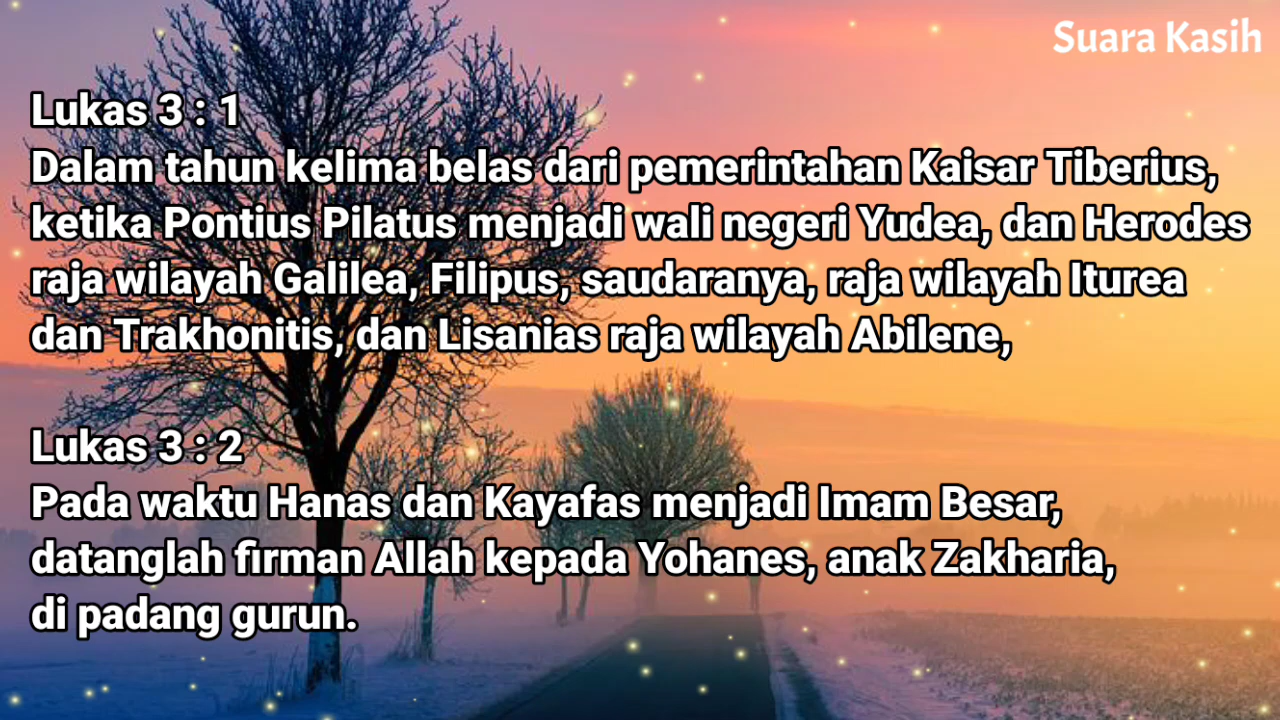 Suara Kasih
Lukas 3 : 1
Dalam tahun kelima belas dari pemerintahan Kaisar Tiberius,
ketika Pontius Pilatus menjadi wali negeri Yudea, dan Herodes
raja wilayah Galilea, Filipus, saudaranya, raja wilayah Iturea
dan Trakhonitis, dan Lisanias raja wilayah Abilene,
Lukas 3 : 2
Pada waktu Hanas dan Kayafas menjadi Imam Besar,
datanglah firman Allah kepada Yohanes, anak Zakharia,
di padang gurun.